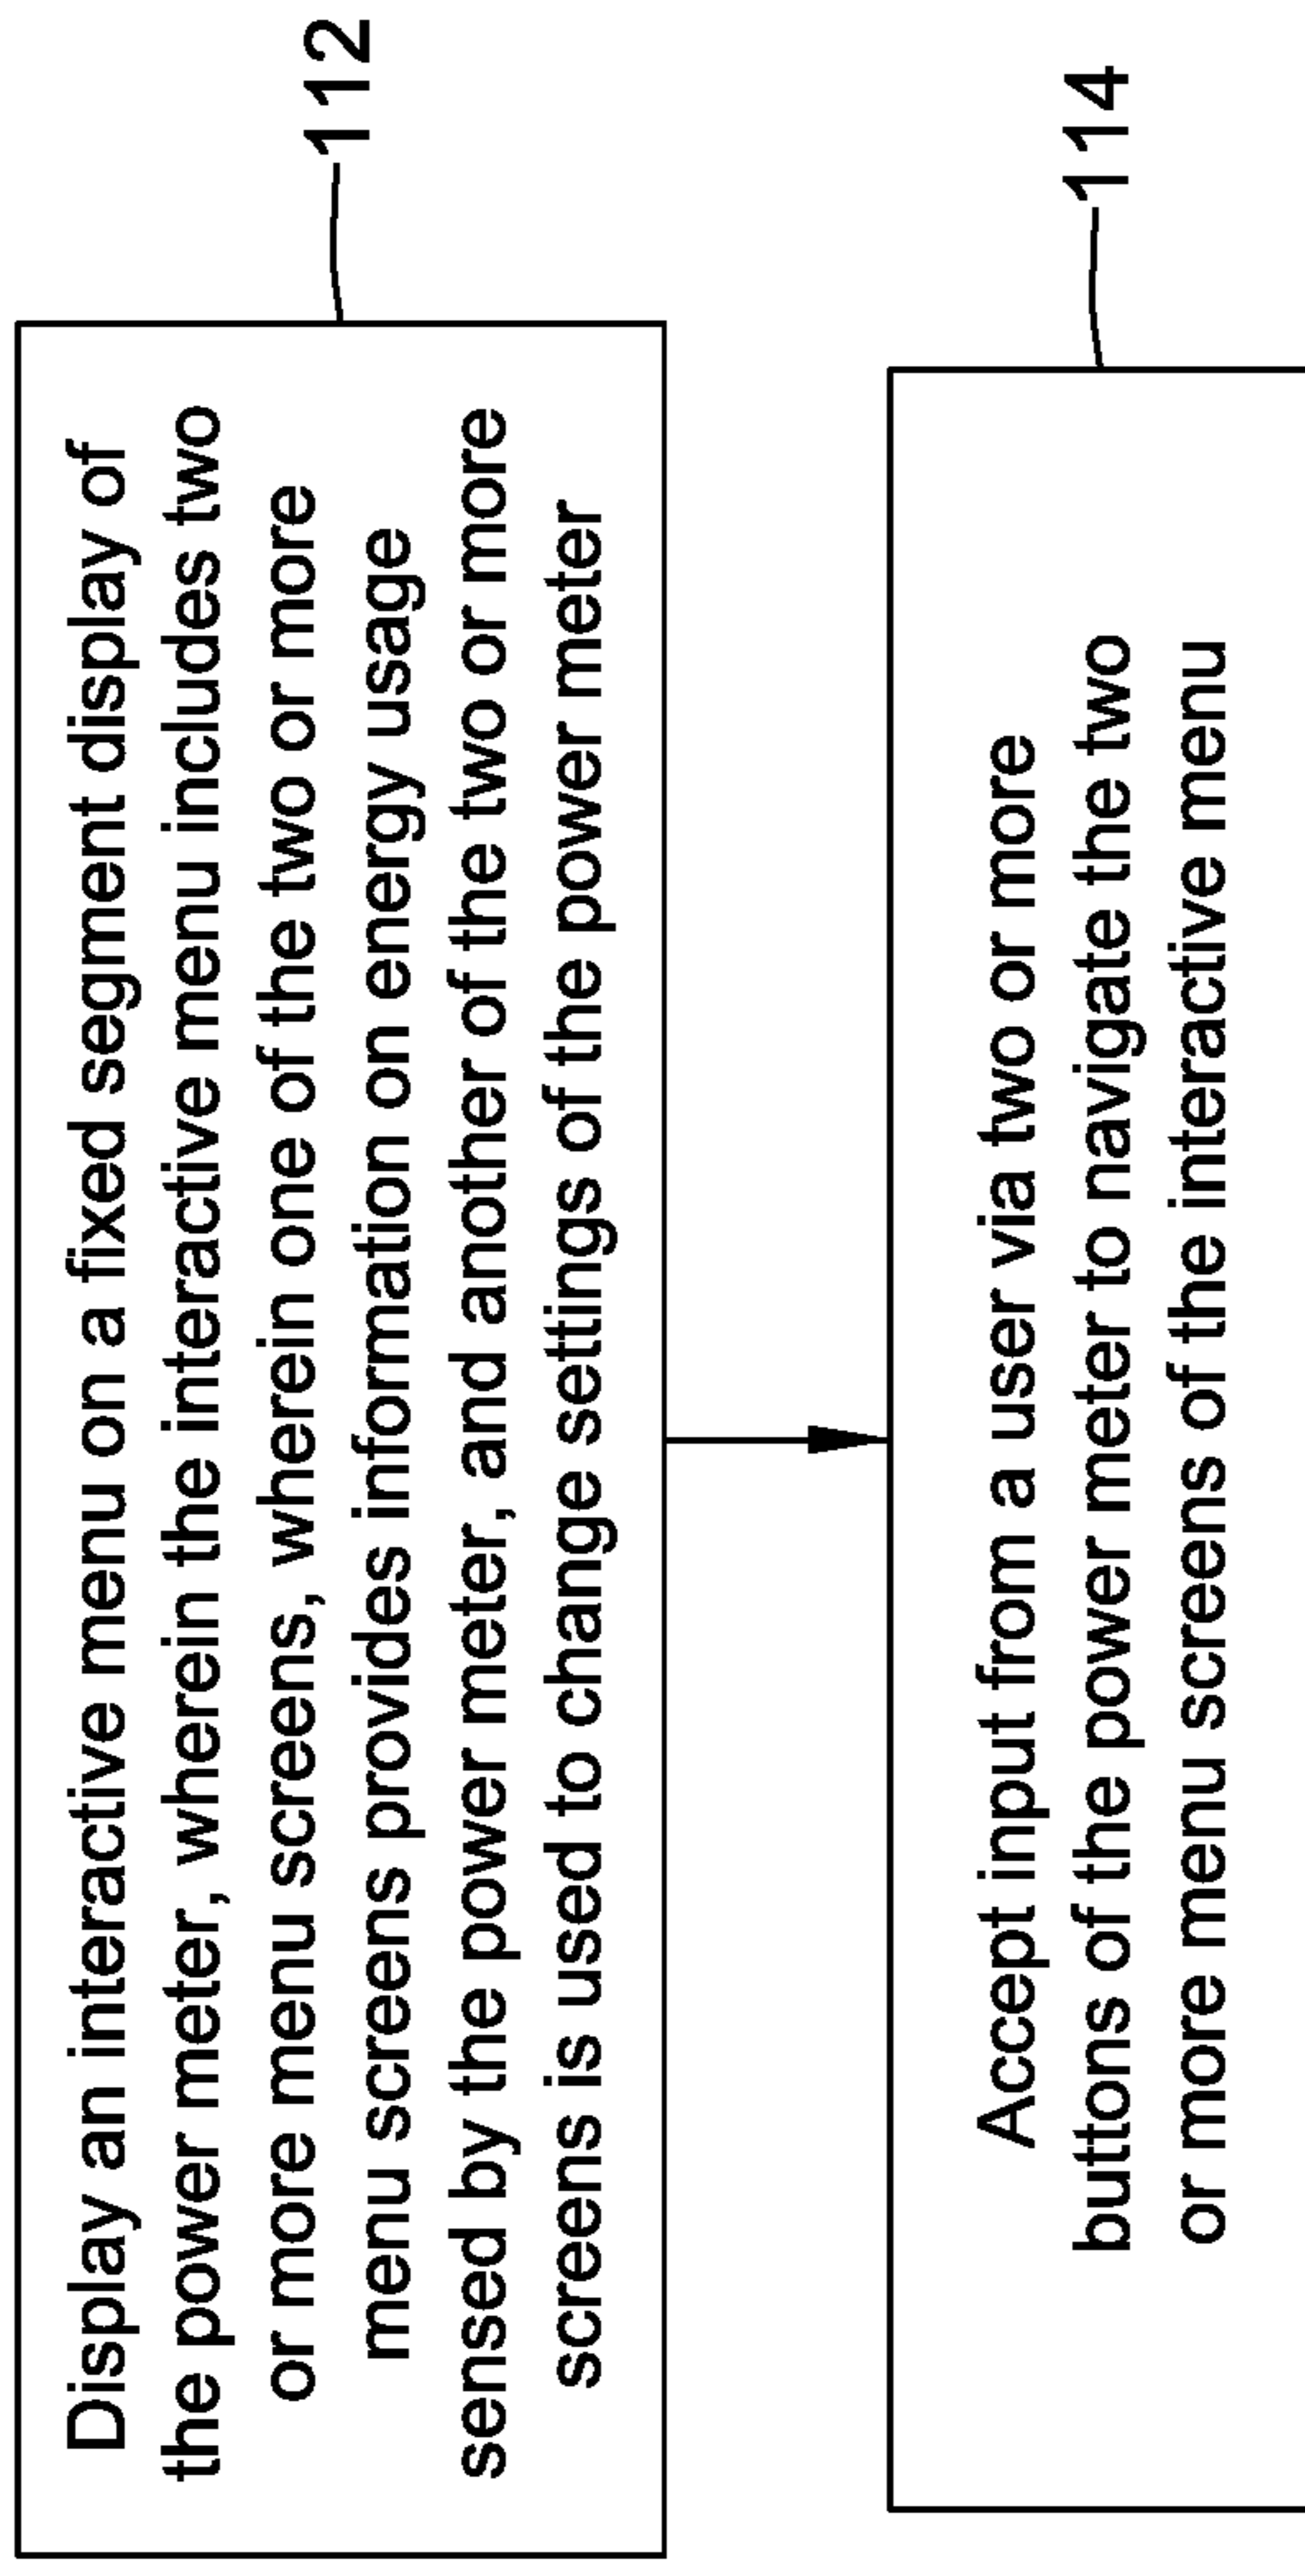 Display an interactive menu on a fixed segment display of
the power meter, wherein the interactive menu includes two
or more menu screens, wherein one of the two or more
menu screens provides information on energy usage
sensed by the power meter, and another of the two or more
screens is used to change settings of the power meter
112
Accept input from a user via two or more
buttons of the power meter to navigate the two
or more menu screens of the interactive menu
114